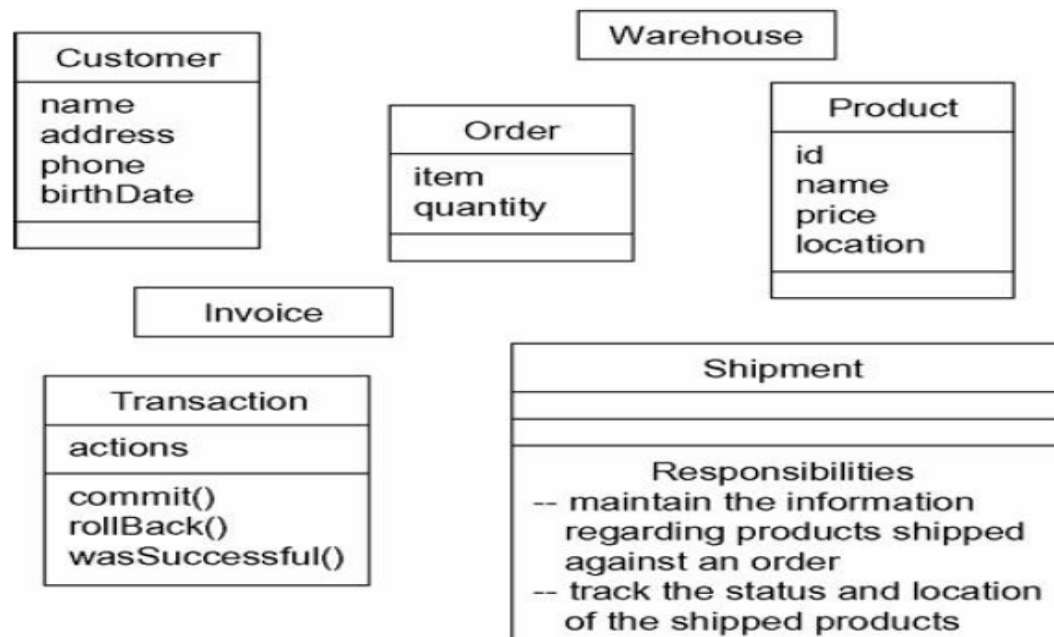 Customer
name
address
phone
birthDate
Warehouse
Order
item
quantity
Product
id
name
price
location
Invoice
Transaction
actions
commit()
rollBack()
wasSuccessful()
Shipment
Responsibilities
-- maintain the information
regarding products shipped
against an order
-- track the status and location
of the shipped products